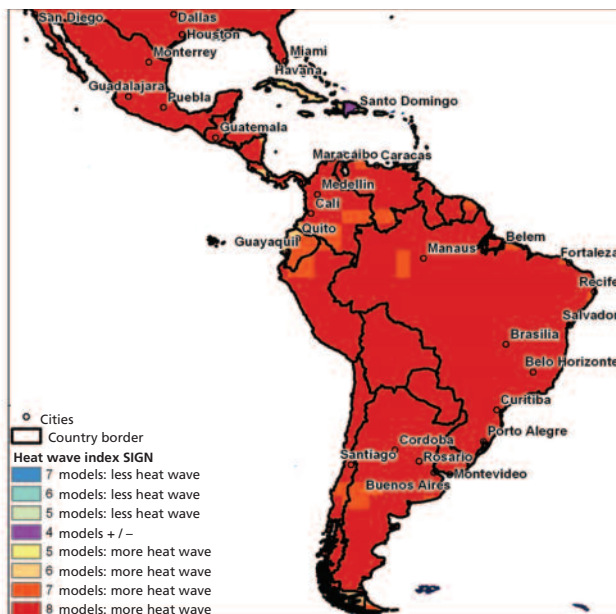 San Diego
Dallas
Houston
Monterrey
Miami
Havana
Guadalajara
Puebla
Santo Domingo
Guatemala
Maracaibo
Caracas
Medellin
Cali
Quito
Guayaquil
Manaus
Belem
Fortaleza
Recife
Salvador
Brasilia
Belo Horizonte
Curitiba
Porto Alegre
Cordoba
Santiago
Rosario
Montevideo
Buenos Aires
Cities
Country border
Heat wave index SIGN
7 models: less heat wave
6 models: less heat wave
5 models: less heat wave
4 models + / –
5 models: more heat wave
6 models: more heat wave
7 models: more heat wave
8 models: more heat wave